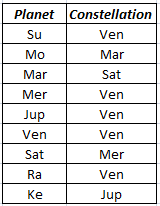 Planet Constellation
Su Ven
Mo Mar
Mar Sat
Mer Ven
Jup Ven
Ven Ven
Sat Mer
Ra Ven
Ke Jup